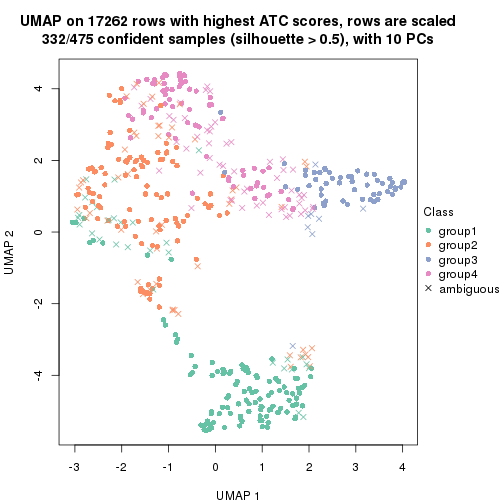 UMAP on 17262 rows with highest ATC scores, rows are scaled
332/475 confident samples (silhouette > 0.5), with 10 PCs
4
2
0
-2
-4
UMAP 2
-3 -2 -1 0 1 2 3 4
UMAP 1
Class
group1
group2
group3
group4
ambiguous